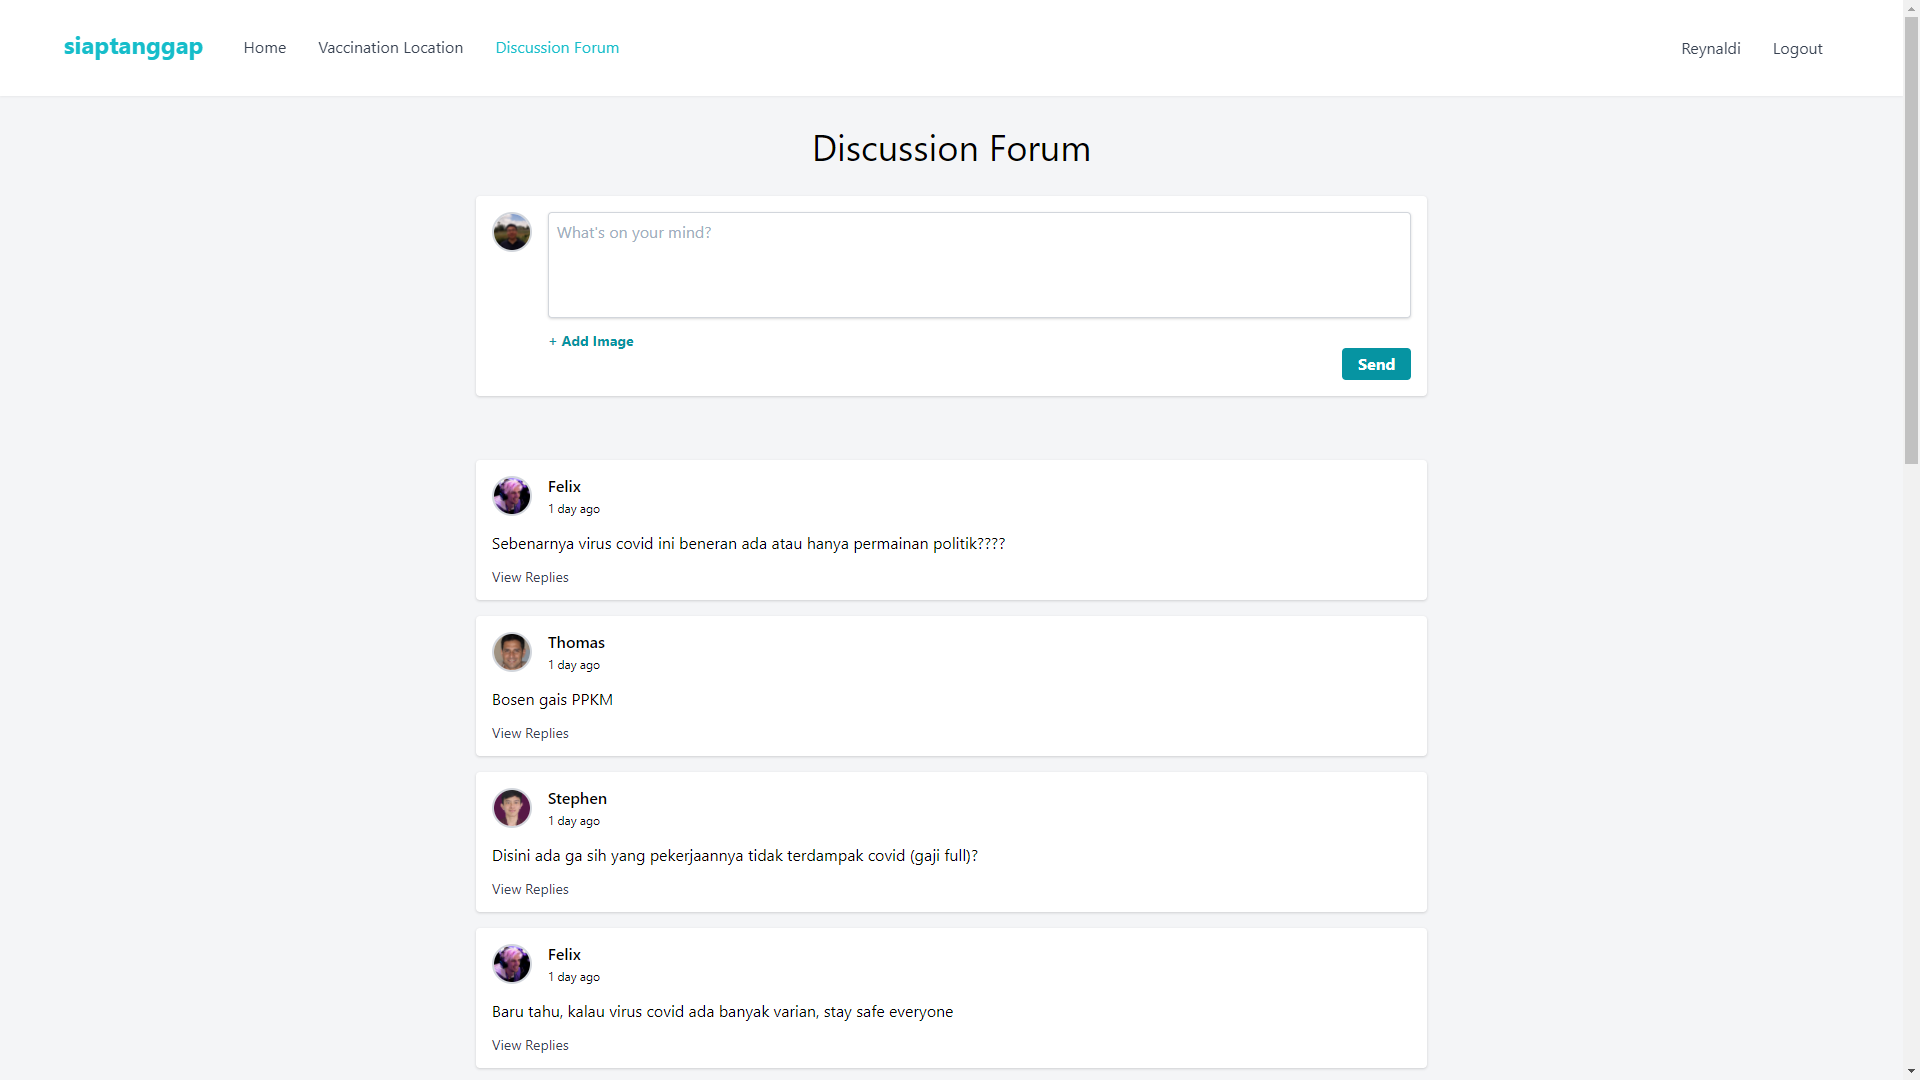 siaptanggap Home Vaccination Location Discussion Forum Reynaldi Logout
Discussion Forum
What's on your mind?
+ Add Image
Send
Felix
1 day ago
Sebenarnya virus covid ini beneran ada atau hanya permainan politik????
View Replies
Thomas
1 day ago
Bosen gais PPKM
View Replies
Stephen
1 day ago
Disini ada ga sih yang pekerjaannya tidak terdampak covid (gaji full)?
View Replies
Felix
1 day ago
Baru tahu, kalau virus covid ada banyak varian, stay safe everyone
View Replies